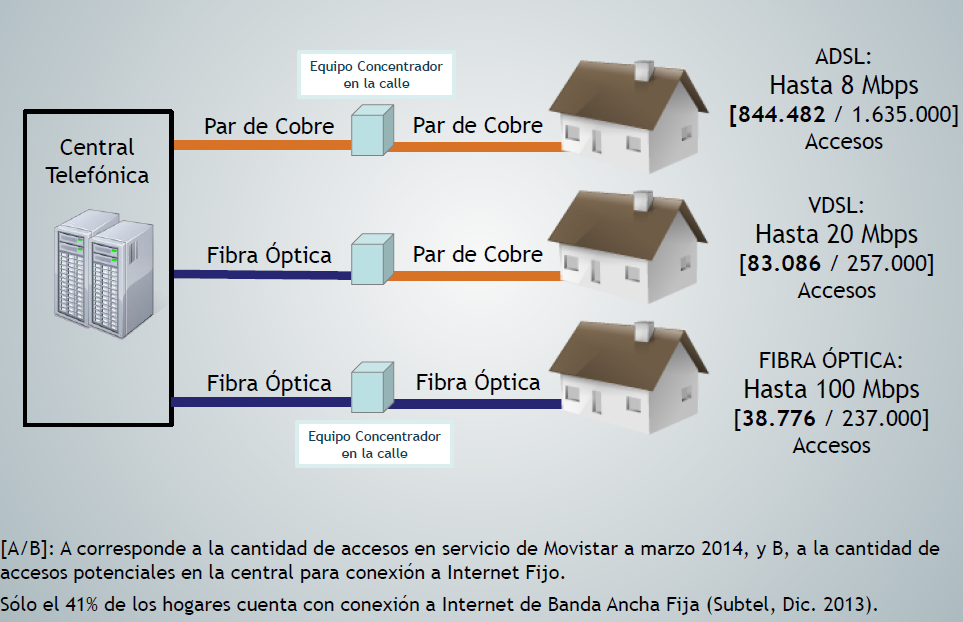 Equipo Concentrador
en la calle
Central
Telefónica
Par de Cobre
Par de Cobre
ADSL:
Hasta 8 Mbps
[844.482 / 1.635.000]
Accesos
Fibra Óptica
Par de Cobre
VDSL:
Hasta 20 Mbps
[83.086 / 257.000]
Accesos
Fibra Óptica
Fibra Óptica
FIBRA ÓPTICA:
Hasta 100 Mbps
[38.776 / 237.000]
Accesos
Equipo Concentrador
en la calle
[A/B]: A corresponde a la cantidad de accesos en servicio de Movistar a marzo 2014, y B, a la cantidad de
accesos potenciales en la central para conexión a Internet Fijo.
Sólo el 41% de los hogares cuenta con conexión a Internet de Banda Ancha Fija (Subtel, Dic. 2013).